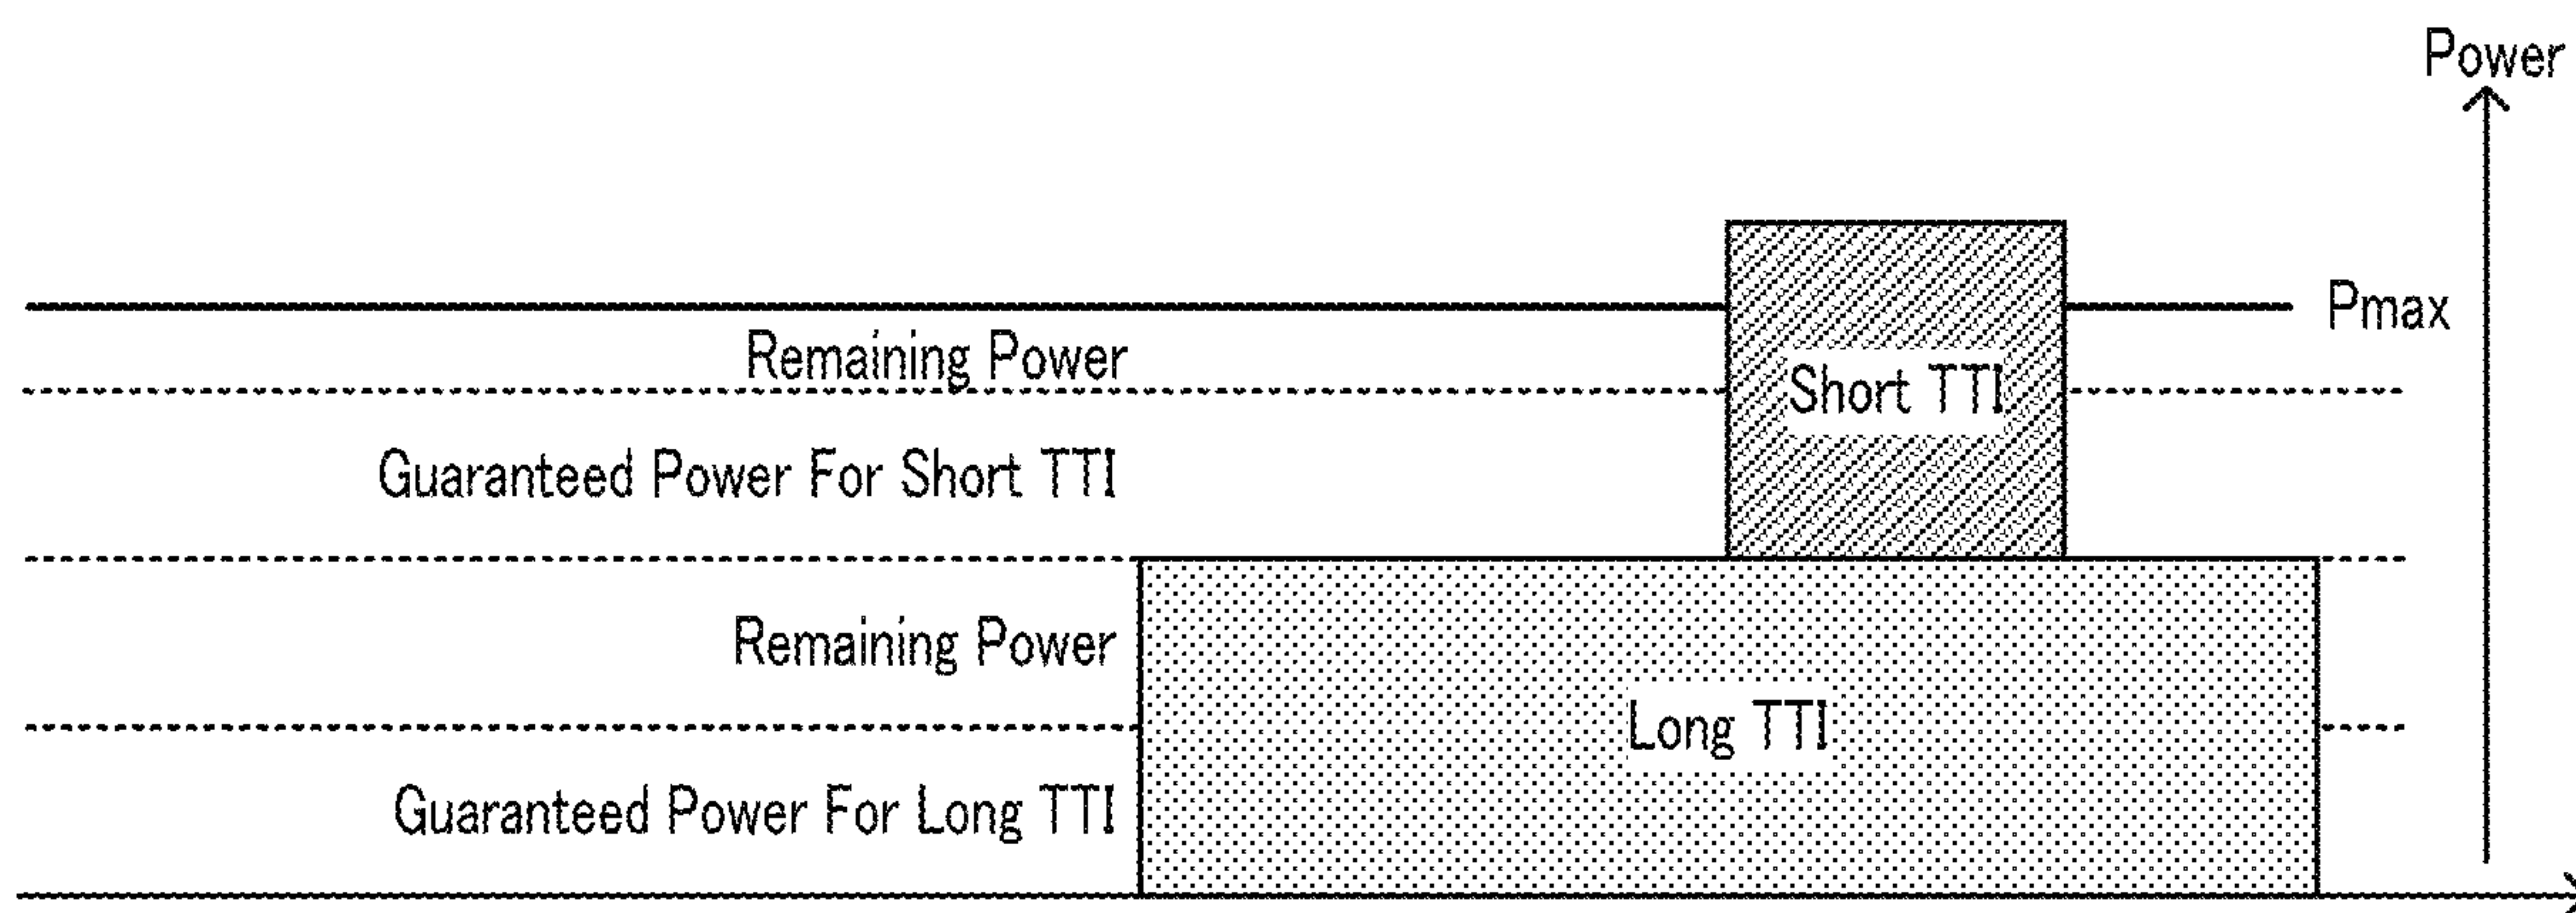 Power
Pmax
Remaining Power
Short TTI
Guaranteed Power For Short TTI
Remaining Power
Long TTI
Guaranteed Power For Long TTI